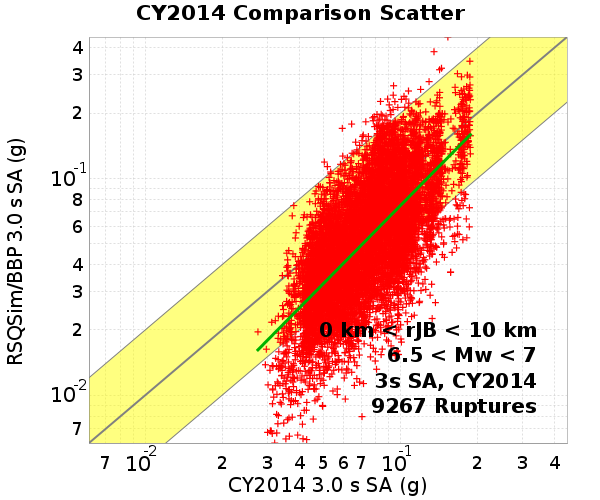 CY2014 Comparison Scatter
RSQSim/BBP 3.0 s SA (g)
4
3
2
10-1
8
6
4
3
2
10-2
7
0 km < rJB < 10 km
6.5 < Mw < 7
3s SA, CY2014
9267 Ruptures
7 10-2 2 3 4 5 6 7 10-1 2 3 4
CY2014 3.0 s SA (g)